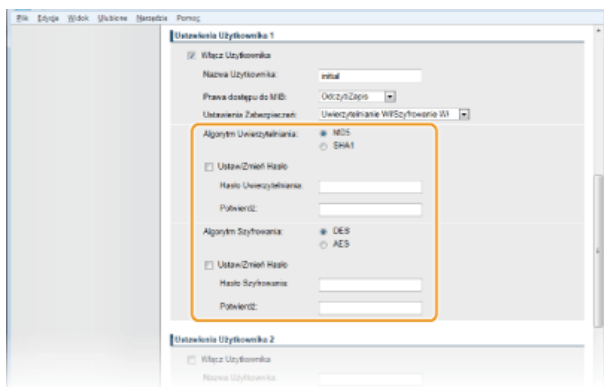 Plik Edycja Widok Ulubione Narzędzia Pomoc
Ustawienia Użytkownika 1
Włącz Użytkownika
Nazwa Użytkownika: initial
Prawa dostępu do MIB: Odczyt/Zapis
Ustawienia Zabezpieczeń: Uwierzytelnianie Wł/Szyfrowanie Wł
Algorytm Uwierzytelniania: MD5
SHA1
Ustaw/Zmień Hasło
Hasło Uwierzytelniania:
Potwierdź:
Algorytm Szyfrowania: DES
AES
Ustaw/Zmień Hasło
Hasło Szyfrowania:
Potwierdź:
Ustawienia Użytkownika 2
Włącz Użytkownika
Nazwa Użytkownika: